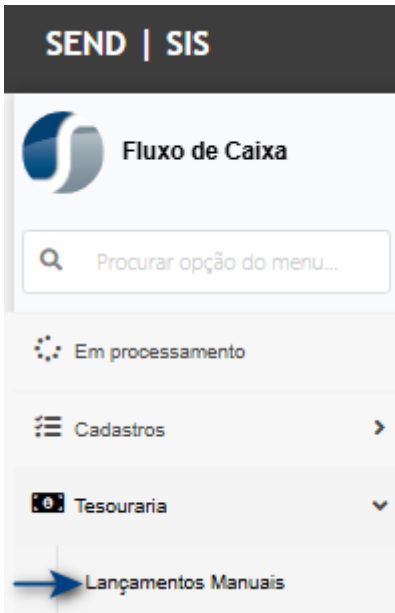 SEND | SIS
Fluxo de Caixa
Procurar opção do menu...
Em processamento
Cadastros
Tesouraria
Lançamentos Manuais